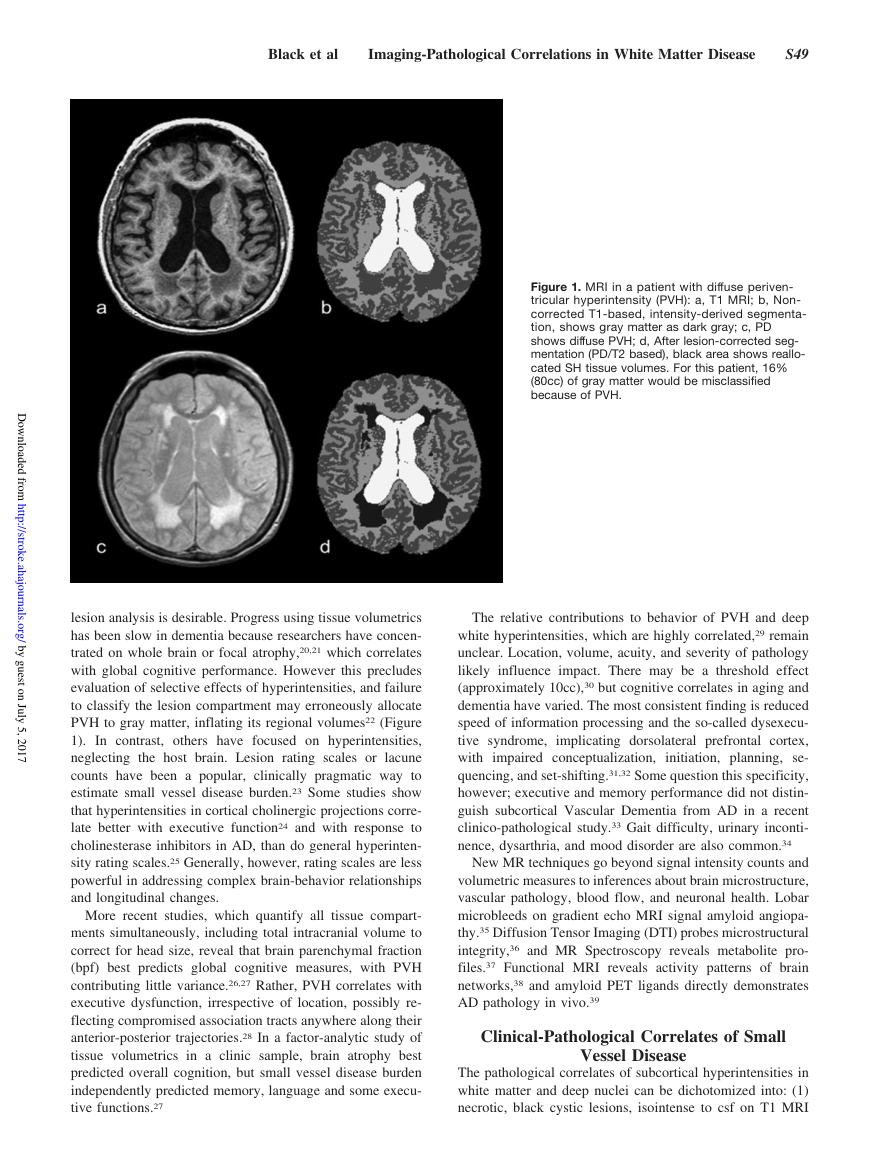 Black et al Imaging-Pathological Correlations in White Matter Disease S49
a
b
c
d
Figure 1. MRI in a patient with diffuse periven-
tricular hyperintensity (PVH): a, T1 MRI; b, Non-
corrected T1-based, intensity-derived segmenta-
tion, shows gray matter as dark gray; c, PD
shows diffuse PVH; d, After lesion-corrected seg-
mentation (PD/T2 based), black area shows reallo-
cated SH tissue volumes. For this patient, 16%
(80cc) of gray matter would be misclassified
because of PVH.
lesion analysis is desirable. Progress using tissue volumetrics
has been slow in dementia because researchers have concen-
trated on whole brain or focal atrophy,20,21 which correlates
with global cognitive performance. However this precludes
evaluation of selective effects of hyperintensities, and failure
to classify the lesion compartment may erroneously allocate
PVH to gray matter, inflating its regional volumes22 (Figure
1). In contrast, others have focused on hyperintensities,
neglecting the host brain. Lesion rating scales or lacune
counts have been a popular, clinically pragmatic way to
estimate small vessel disease burden.23 Some studies show
that hyperintensities in cortical cholinergic projections corre-
late better with executive function24 and with response to
cholinesterase inhibitors in AD, than do general hyperinten-
sity rating scales.25 Generally, however, rating scales are less
powerful in addressing complex brain-behavior relationships
and longitudinal changes.
More recent studies, which quantify all tissue compart-
ments simultaneously, including total intracranial volume to
correct for head size, reveal that brain parenchymal fraction
(bpf) best predicts global cognitive measures, with PVH
contributing little variance.26,27 Rather, PVH correlates with
executive dysfunction, irrespective of location, possibly re-
flecting compromised association tracts anywhere along their
anterior-posterior trajectories.28 In a factor-analytic study of
tissue volumetrics in a clinic sample, brain atrophy best
predicted overall cognition, but small vessel disease burden
independently predicted memory, language and some execu-
tive functions.27
The relative contributions to behavior of PVH and deep
white hyperintensities, which are highly correlated,29 remain
unclear. Location, volume, acuity, and severity of pathology
likely influence impact. There may be a threshold effect
(approximately 10cc),30 but cognitive correlates in aging and
dementia have varied. The most consistent finding is reduced
speed of information processing and the so-called dysexecu-
tive syndrome, implicating dorsolateral prefrontal cortex,
with impaired conceptualization, initiation, planning, se-
quencing, and set-shifting.31,32 Some question this specificity,
however; executive and memory performance did not distin-
guish subcortical Vascular Dementia from AD in a recent
clinico-pathological study.33 Gait difficulty, urinary inconti-
nence, dysarthria, and mood disorder are also common.34
New MR techniques go beyond signal intensity counts and
volumetric measures to inferences about brain microstructure,
vascular pathology, blood flow, and neuronal health. Lobar
microbleeds on gradient echo MRI signal amyloid angiopa-
thy.35 Diffusion Tensor Imaging (DTI) probes microstructural
integrity,36 and MR Spectroscopy reveals metabolite pro-
files.37 Functional MRI reveals activity patterns of brain
networks,38 and amyloid PET ligands directly demonstrates
AD pathology in vivo.39
Clinical-Pathological Correlates of Small
Vessel Disease
The pathological correlates of subcortical hyperintensities in
white matter and deep nuclei can be dichotomized into: (1)
necrotic, black cystic lesions, isointense to csf on T1 MRI
Downloaded from http://stroke.ahajournals.org/ by guest on July 5, 2017